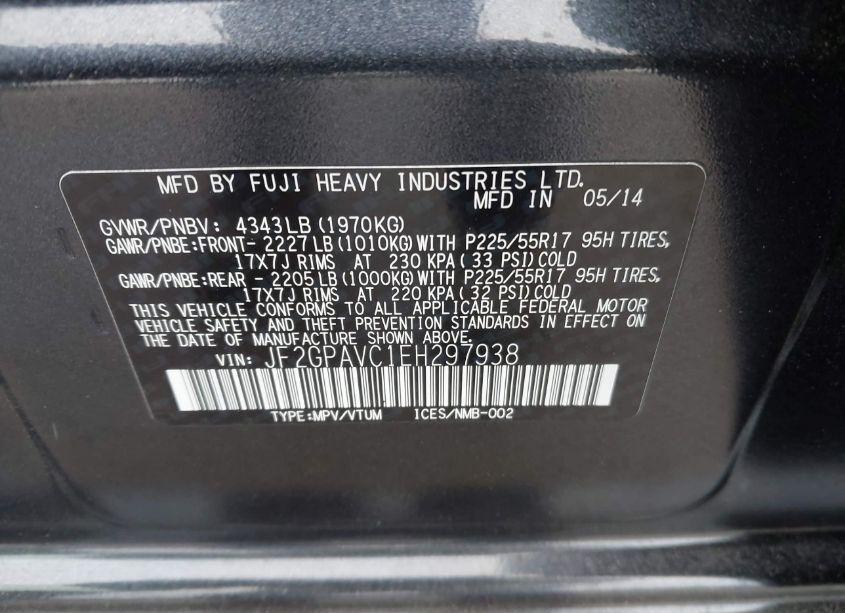 MFD BY FUJI HEAVY INDUSTRIES LTD.
MFD IN 05/14
GVWR/PNBV: 4343LB (1970KG)
GAWR/PNBE:FRONT- 2227LB (1010KG) WITH P225/55R17 95H TIRES,
17X7J RIMS AT 230 KPA ( 33 PSI) COLD
GAWR/PNBE:REAR - 2205LB (1000KG) WITH P225/55R17 95H TIRES,
17X7J RIMS AT 220 KPA ( 32 PSI) COLD
THIS VEHICLE CONFORMS TO ALL APPLICABLE FEDERAL MOTOR
VEHICLE SAFETY AND THEFT PREVENTION STANDARDS IN EFFECT ON
THE DATE OF MANUFACTURE SHOWN ABOVE.
VIN: JF2GPAVC1EH297938
TYPE:MPV/VTUM ICES/NMB-002